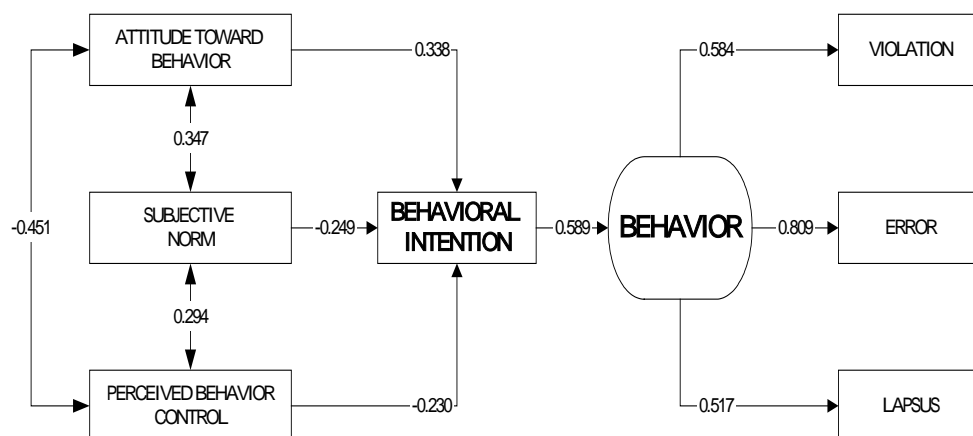 ATTITUDE TOWARD
BEHAVIOR
0.338
0.584
VIOLATION
0.347
-0.451
SUBJECTIVE
NORM
-0.249
BEHAVIORAL
INTENTION
0.589
BEHAVIOR
0.809
ERROR
0.294
PERCEIVED BEHAVIOR
CONTROL
-0.230
0.517
LAPSUS